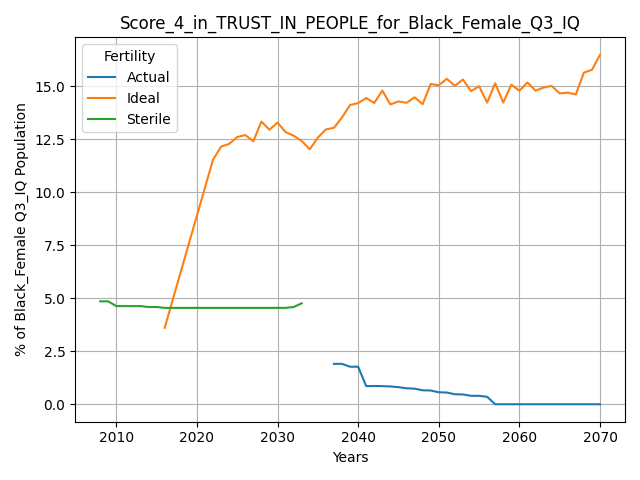 Score_4_in_TRUST_IN_PEOPLE_for_Black_Female_Q3_IQ
Fertility
Actual
Ideal
Sterile
% of Black_Female Q3_IQ Population
15.0
12.5
10.0
7.5
5.0
2.5
0.0
2010 2020 2030 2040 2050 2060 2070
Years